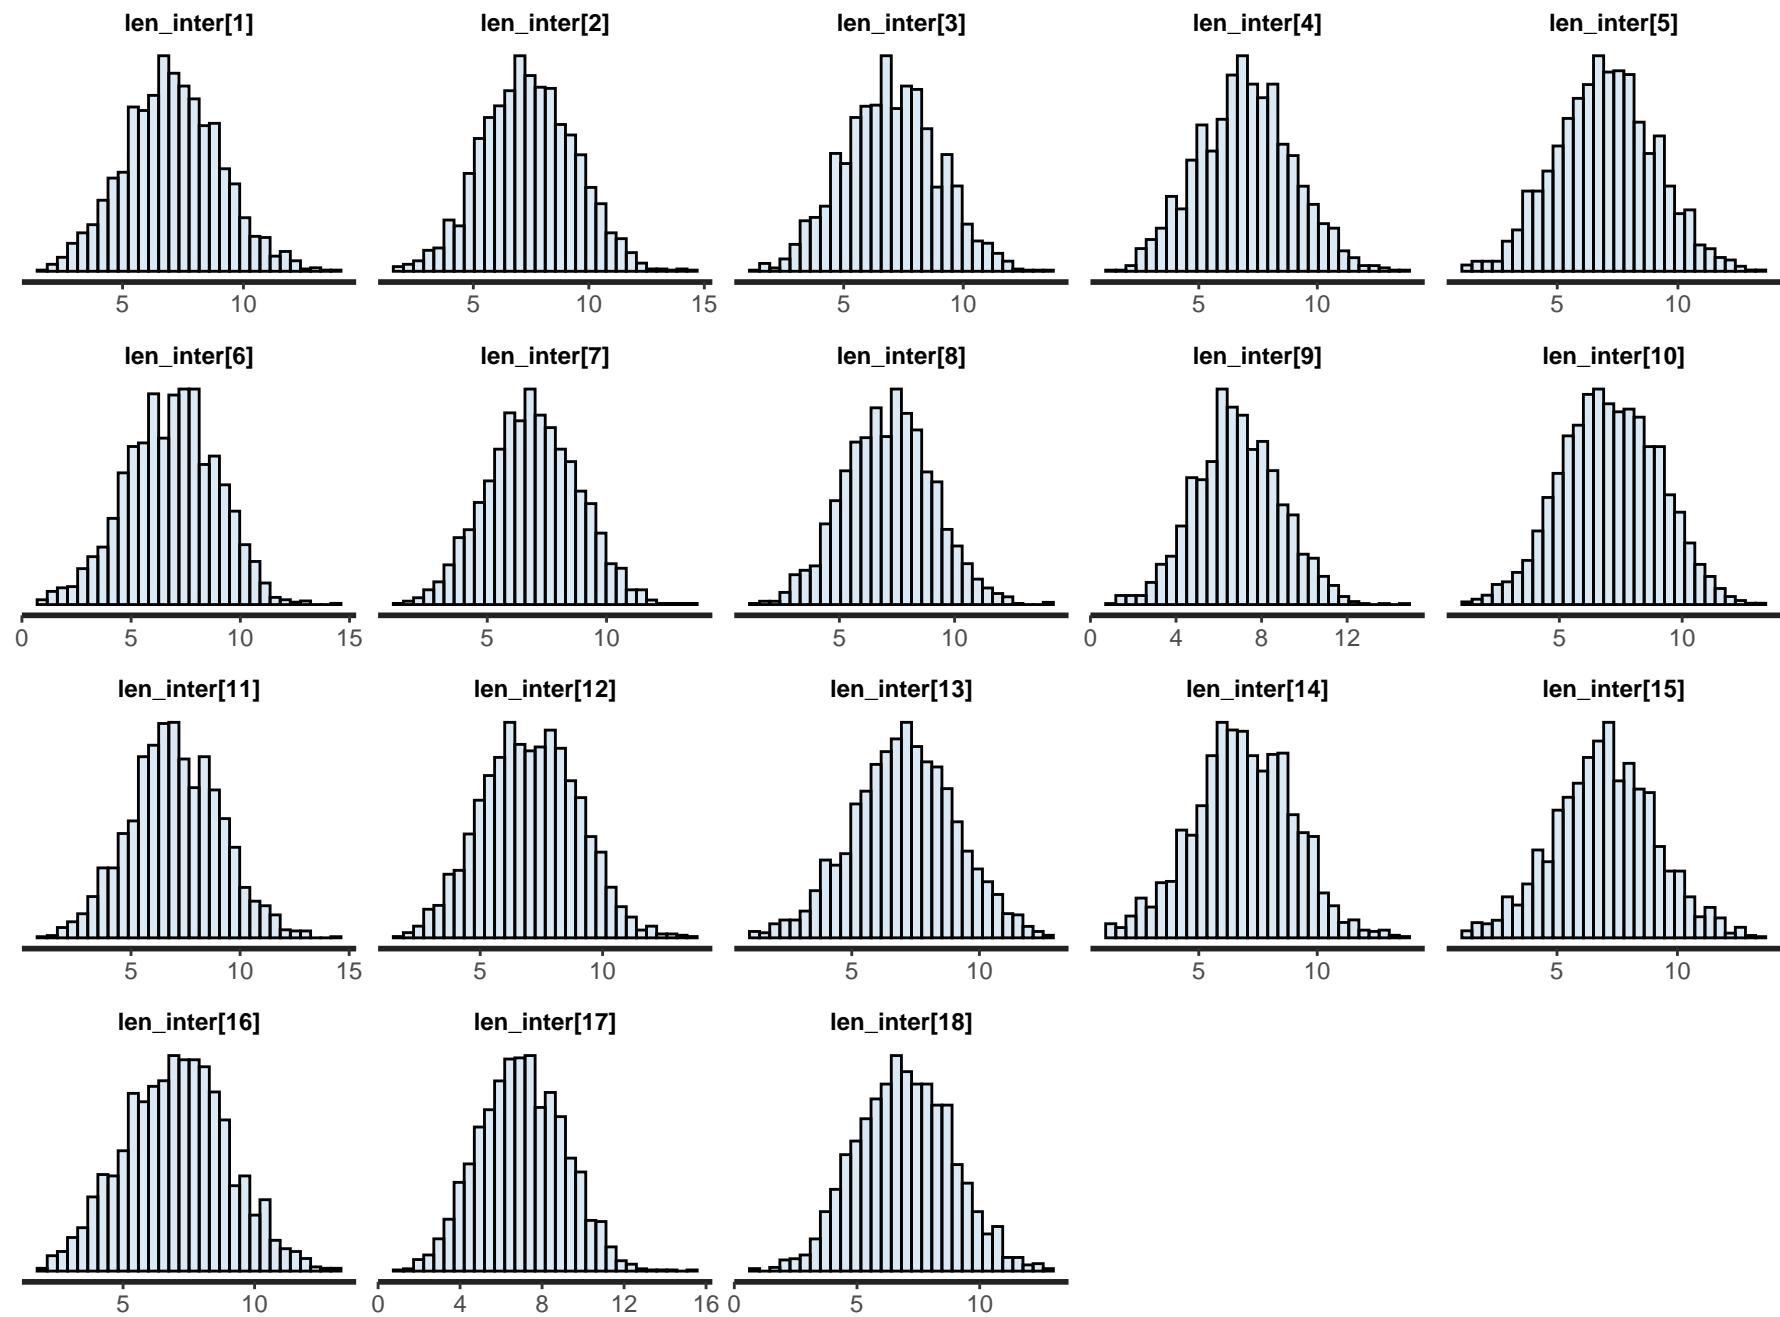 len_inter[1] len_inter[2] len_inter[3] len_inter[4] len_inter[5]
5 10 5 10 15 5 10 5 10 5 10
len_inter[6] len_inter[7] len_inter[8] len_inter[9] len_inter[10]
0 5 10 15 5 10 5 10 0 4 8 12 5 10
len_inter[11] len_inter[12] len_inter[13] len_inter[14] len_inter[15]
5 10 15 5 10 5 10 5 10 5 10
len_inter[16] len_inter[17] len_inter[18]
5 10 0 4 8 12 16 0 5 10